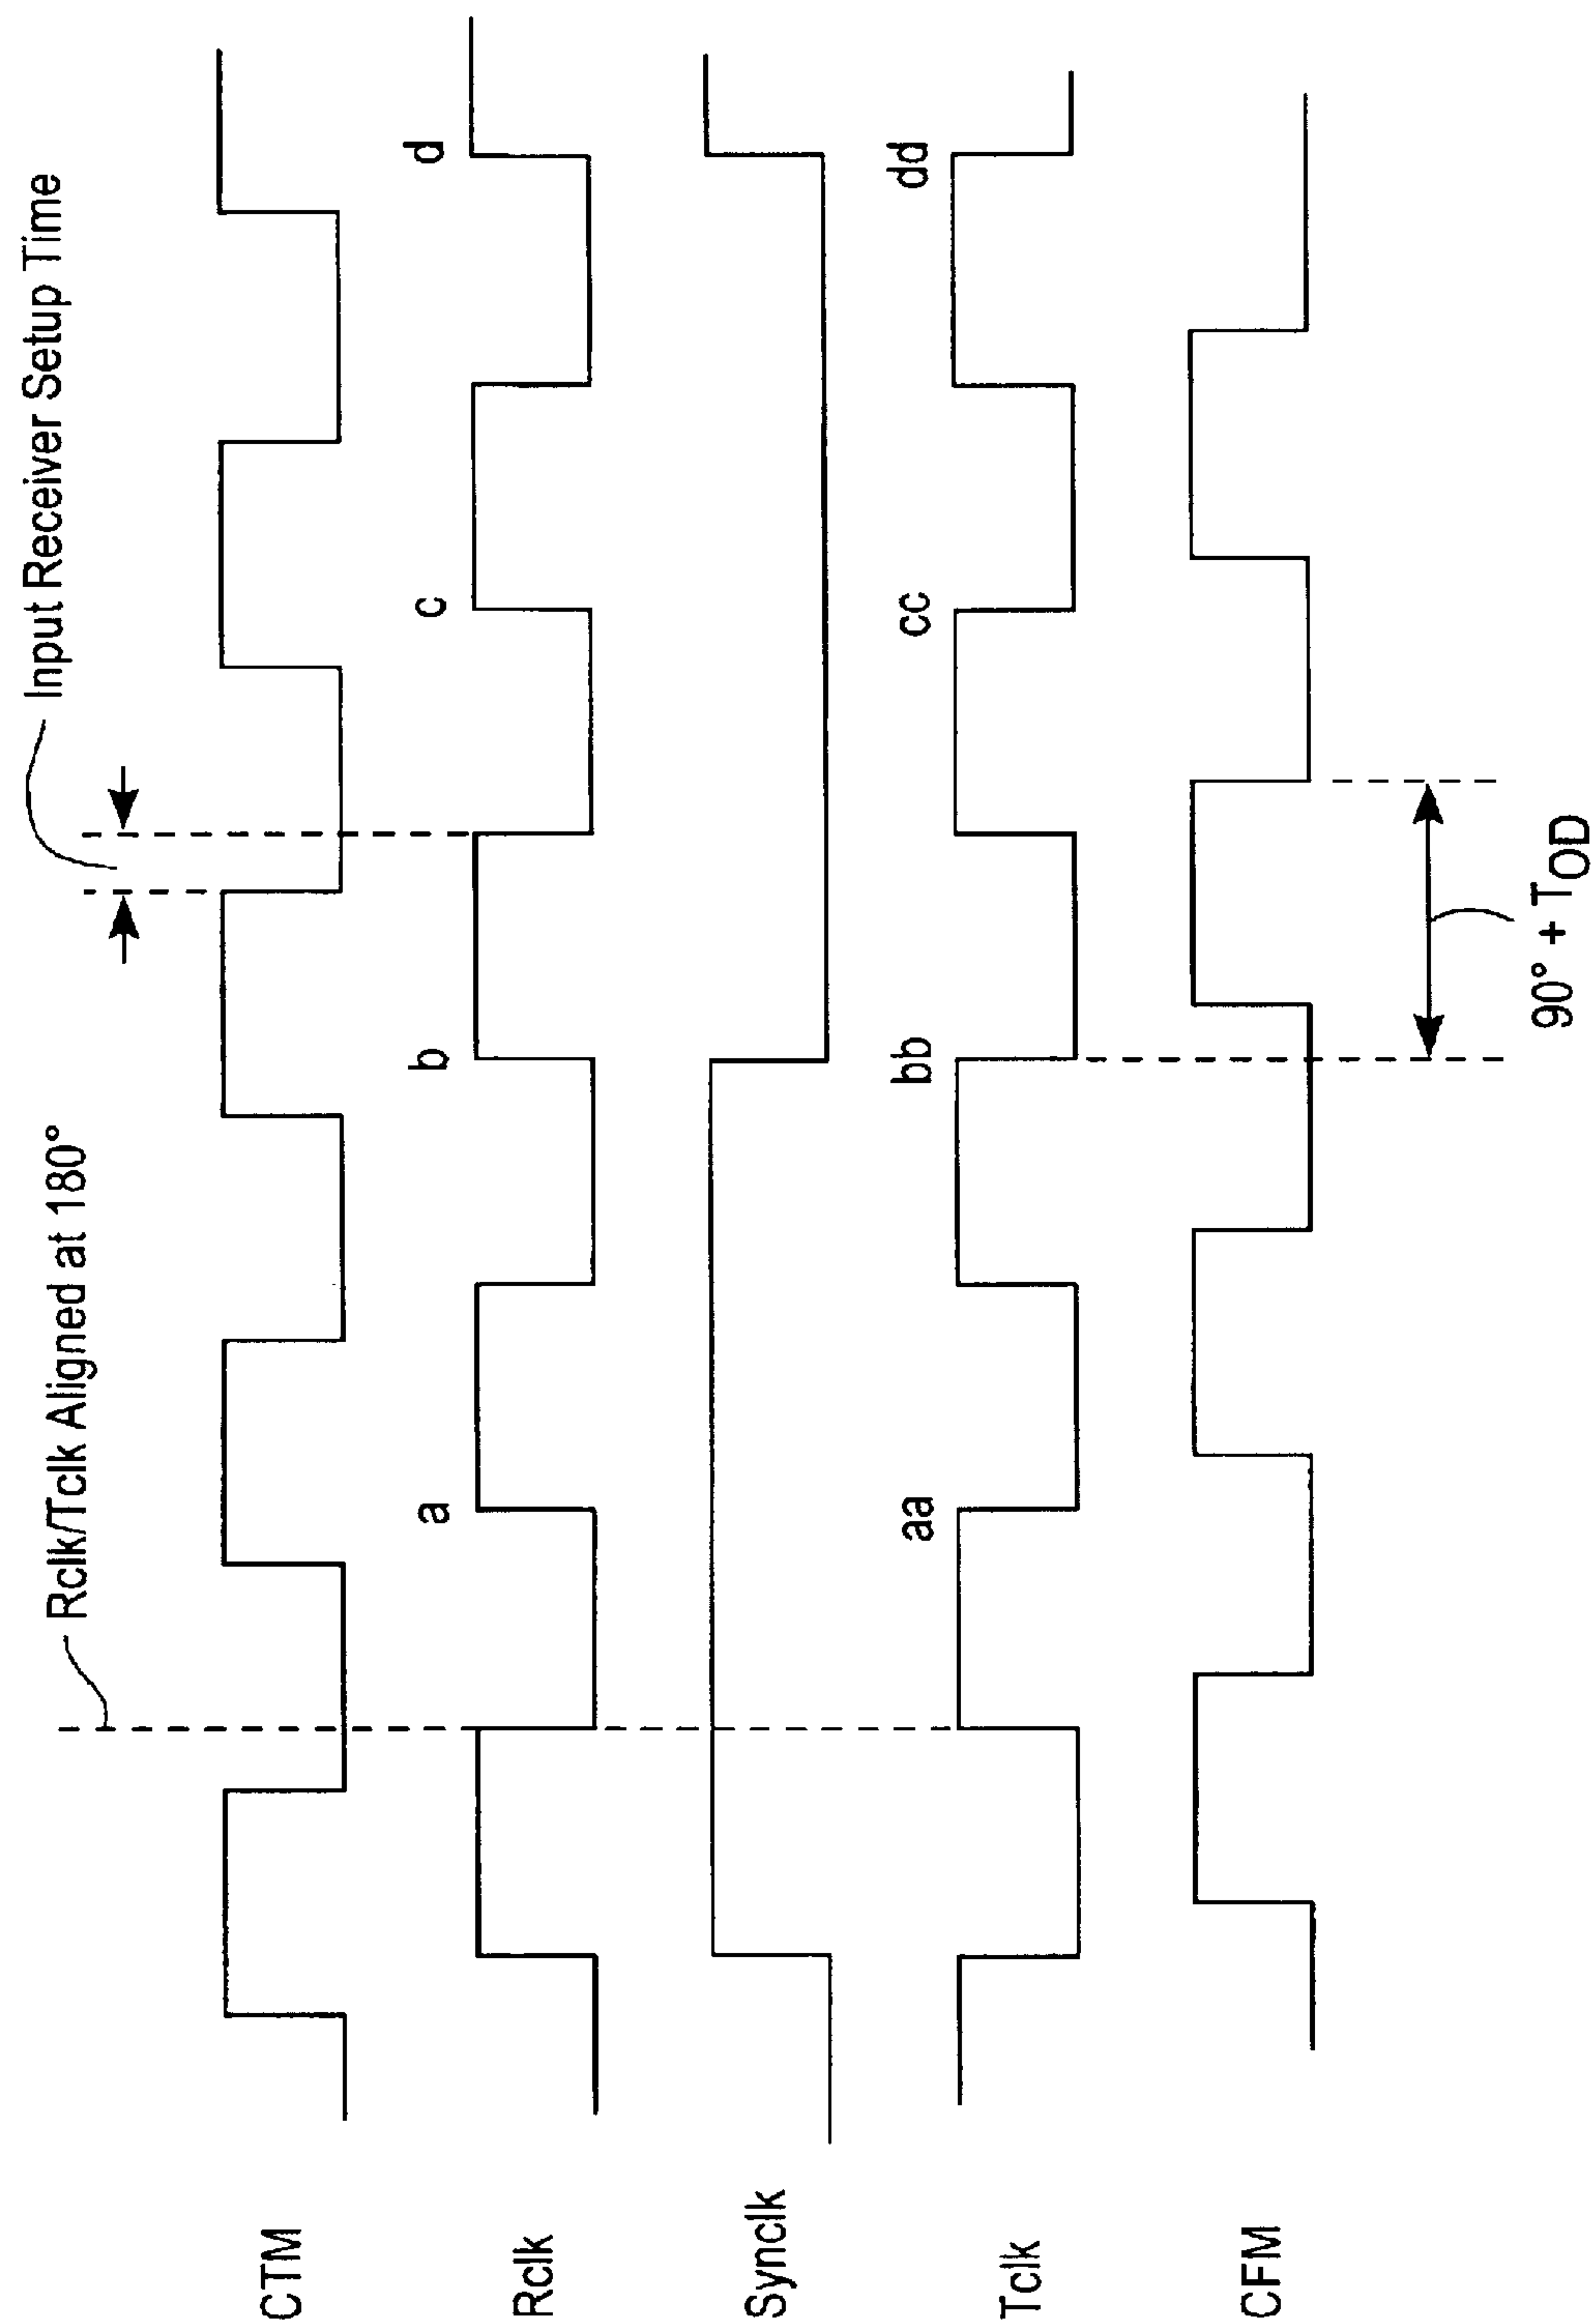 Rclk/Tclk Aligned at 180°
Input Receiver Setup Time
CTM
Rclk
a
b
c
d
Synclk
Tclk
aa
bb
cc
dd
CFM
90° + TOD